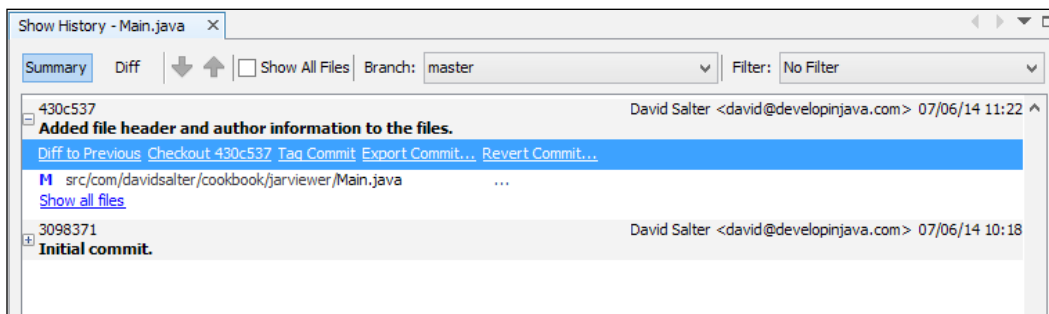 Show History - Main.java
Summary Diff Show All Files Branch: master Filter: No Filter
430c537 David Salter <david@developinjava.com> 07/06/14 11:22
Added file header and author information to the files.
Diff to Previous Checkout 430c537 Tag Commit Export Commit... Revert Commit...
M src/com/davidsalter/cookbook/jarviewer/Main.java ...
Show all files
3098371 David Salter <david@developinjava.com> 07/06/14 10:18
Initial commit.